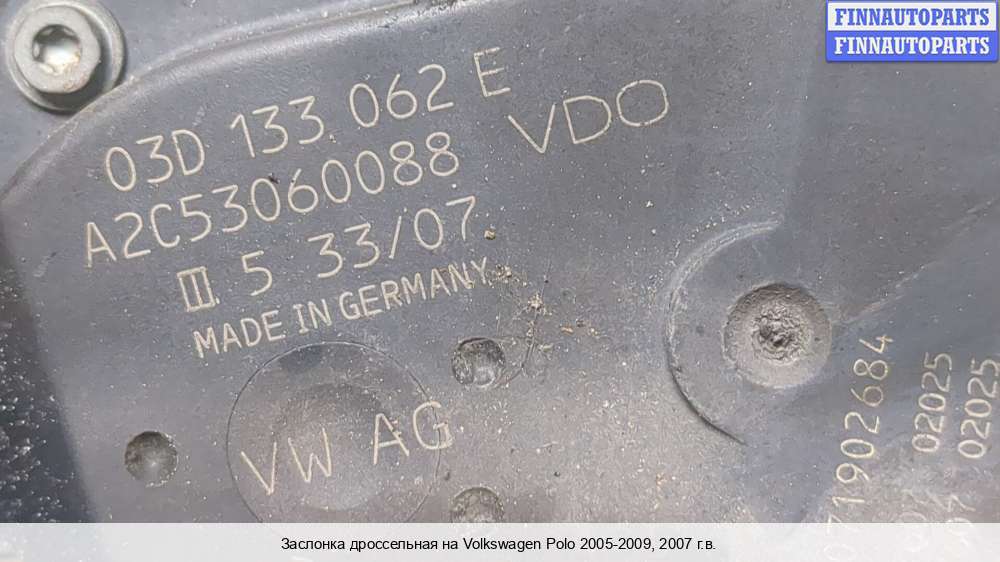 FINNAUTOPARTS
FINNAUTOPARTS
03D 133 062 E
VDO
A2C53060088
III 5 33/07
MADE IN GERMANY
VW AG
071902684
02025
02025
Заслонка дроссельная на Volkswagen Polo 2005-2009, 2007 г.в.